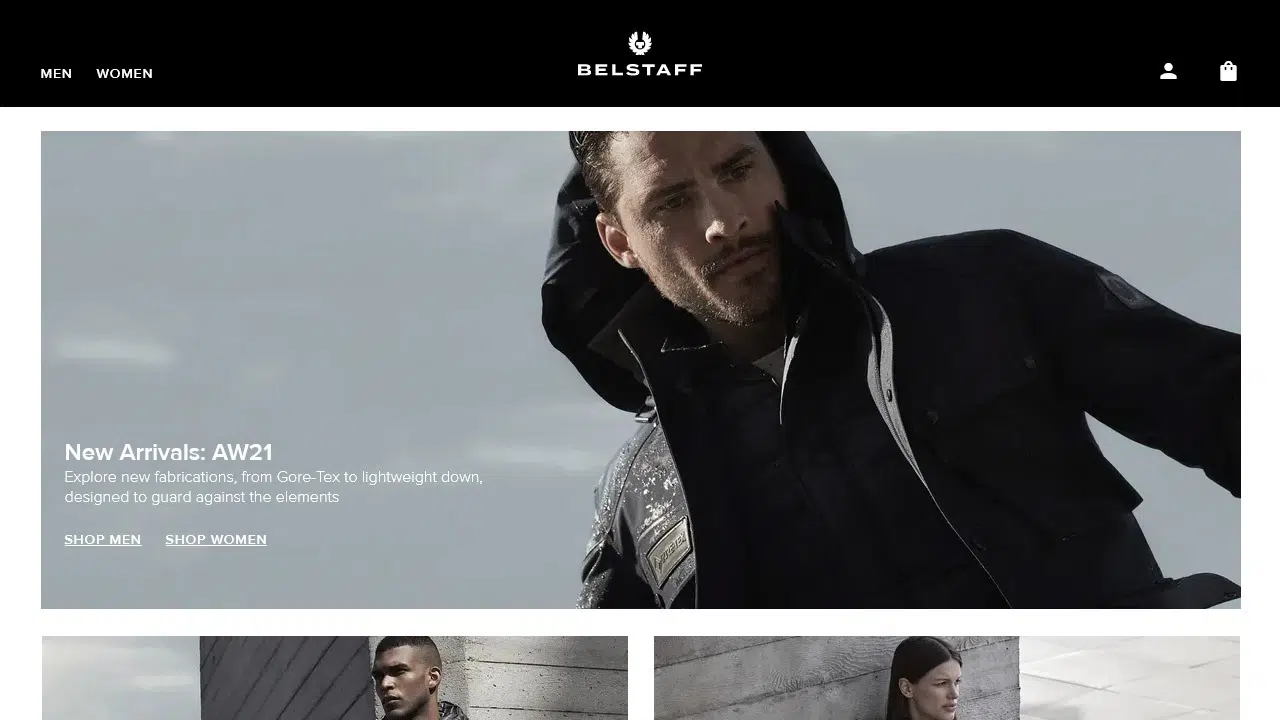 MEN WOMEN
BELSTAFF
New Arrivals: AW21
Explore new fabrications, from Gore-Tex to lightweight down,
designed to guard against the elements
SHOP MEN SHOP WOMEN